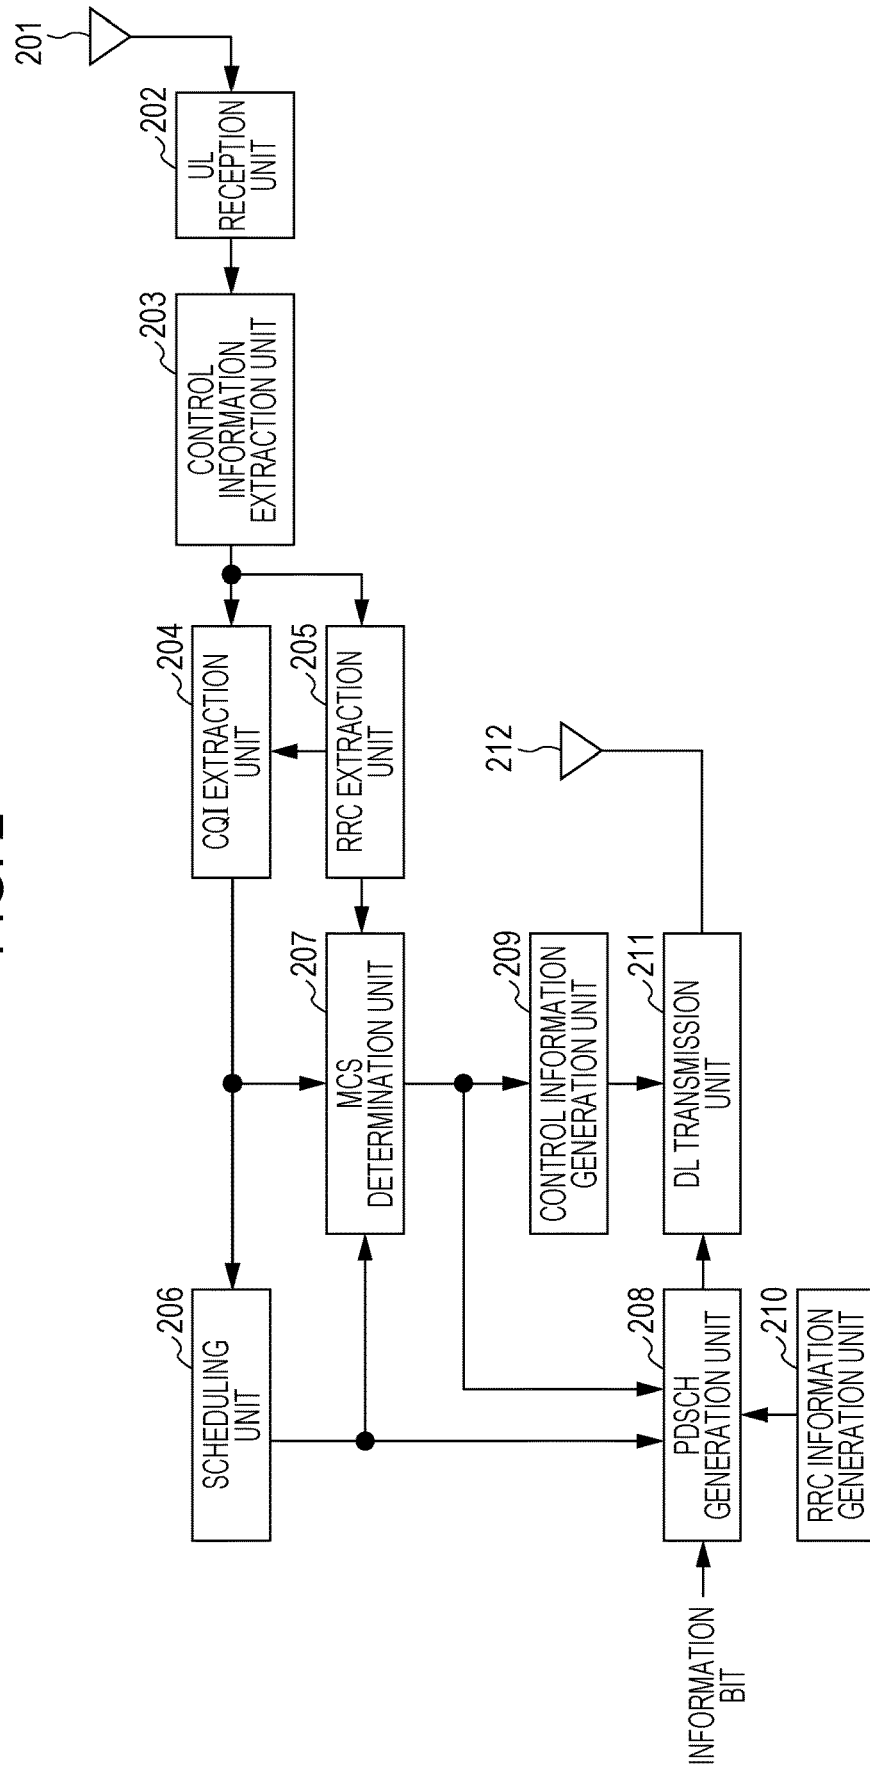 201
206
SCHEDULING
UNIT
204
CQI EXTRACTION
UNIT
203
CONTROL
INFORMATION
EXTRACTION UNIT
202
UL
RECEPTION
UNIT
207
MCS
DETERMINATION UNIT
205
RRC EXTRACTION
UNIT
209
CONTROL INFORMATION
GENERATION UNIT
212
INFORMATION
BIT
208
PDSCH
GENERATION UNIT
211
DL TRANSMISSION
UNIT
210
RRC INFORMATION
GENERATION UNIT